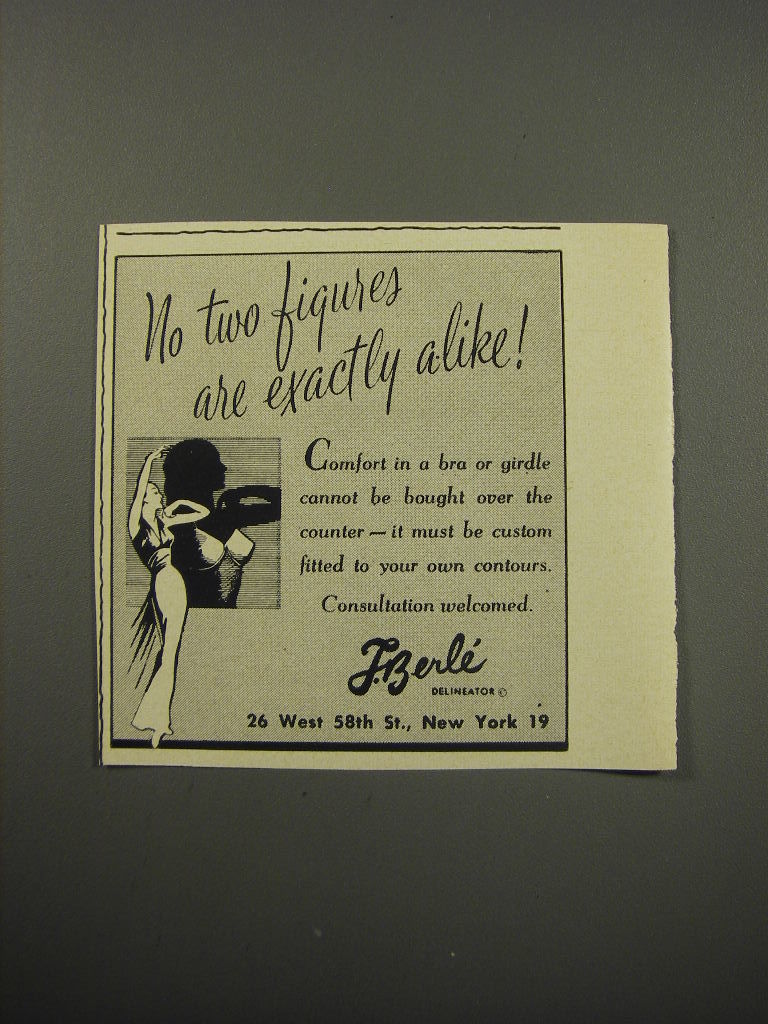 No two figures
are exactly alike!
Comfort in a bra or girdle
cannot be bought over the
counter — it must be custom
fitted to your own contours.
Consultation welcomed.
J. Berlé
DELINEATOR ©
26 West 58th St., New York 19